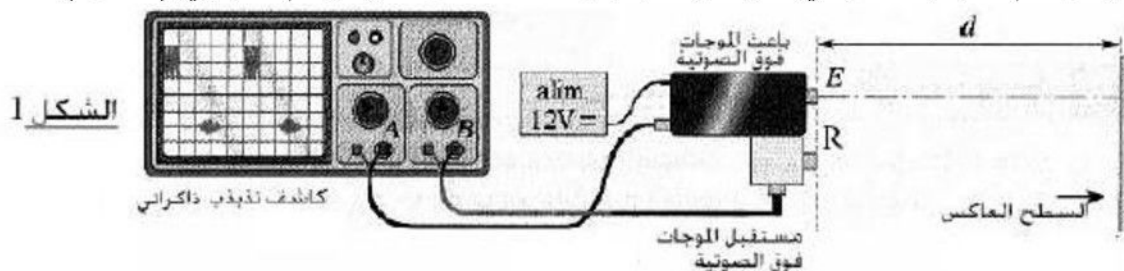 الشكل 1
باعث الموجات
فوق الصوتية
d
alim
12V =
E
R
A
B
كاشف تذبذب ذاكراتي
مستقبل الموجات
فوق الصوتية
السطح العاكس